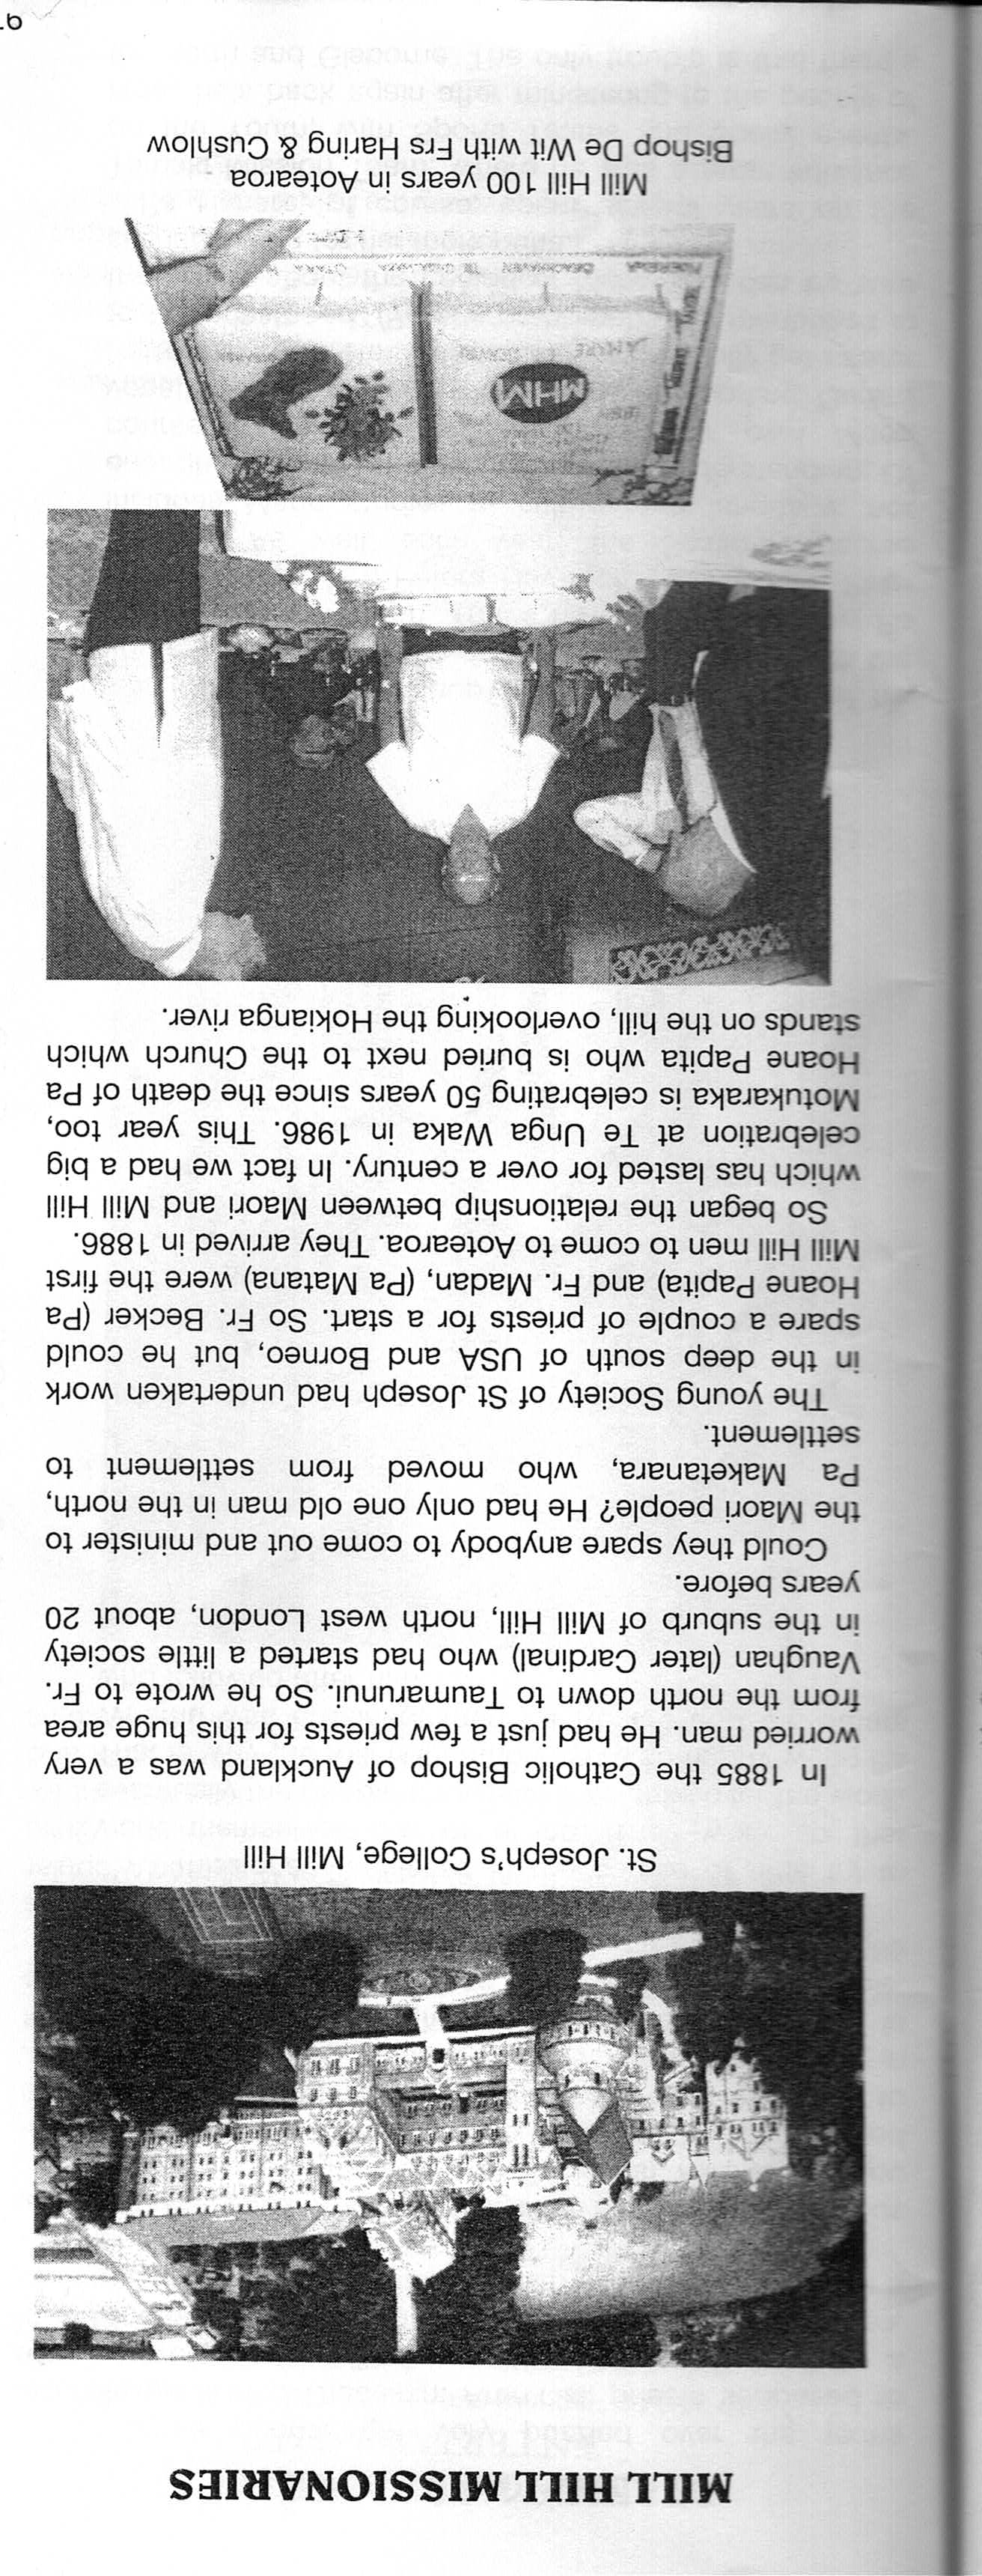 MILL HILL MISSIONARIES
St. Joseph's College, Mill Hill
In 1885 the Catholic Bishop of Auckland was a very
worried man. He had just a few priests for this huge area
from the north down to Taumarunui. So he wrote to Fr.
Vaughan (later Cardinal) who had started a little society
in the suburb of Mill Hill, north west London, about 20
years before.
Could they spare anybody to come out and minister to
the Maori people? He had only one old man in the north,
Pa Maketanara, who moved from settlement to
settlement.
The young Society of St Joseph had undertaken work
in the deep south of USA and Borneo, but he could
spare a couple of priests for a start. So Fr. Becker (Pa
Hoane Papita) and Fr. Madan, (Pa Matana) were the first
Mill Hill men to come to Aotearoa. They arrived in 1886.
So began the relationship between Maori and Mill Hill
which has lasted for over a century. In fact we had a big
celebration at Te Unga Waka in 1986. This year too,
Motukaraka is celebrating 50 years since the death of Pa
Hoane Papita who is buried next to the Church which
stands on the hill, overlooking the Hokianga river.
MHM
Mill Hill 100 years in Aotearoa
Bishop De Wit with Frs Haring & Cushlow